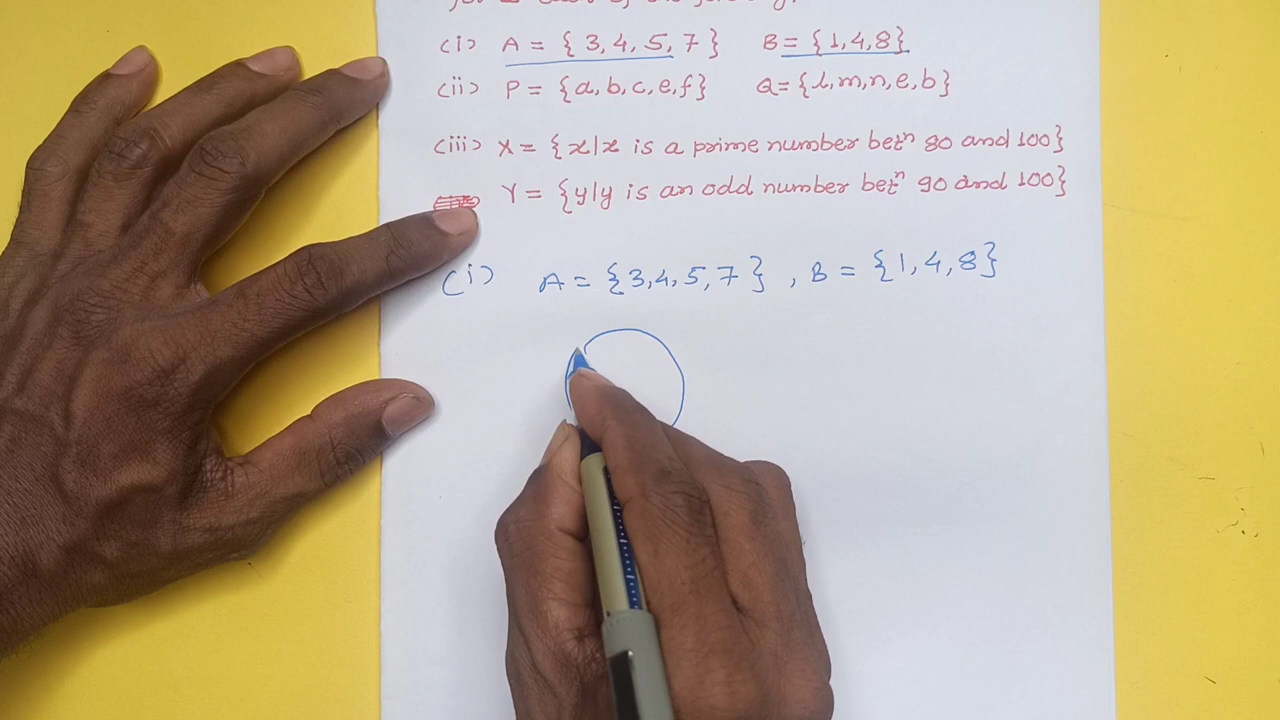 (i) A = { 3, 4, 5, 7 } B = { 1, 4, 8 }
(ii) P = {a, b, c, e, f} Q = {l, m, n, e, b}
(iii) X = { x/x is a prime number betⁿ 80 and 100}
Y = {y/y is an odd number betⁿ 90 and 100}
(i) A = {3, 4, 5, 7 } , B = {1, 4, 8}